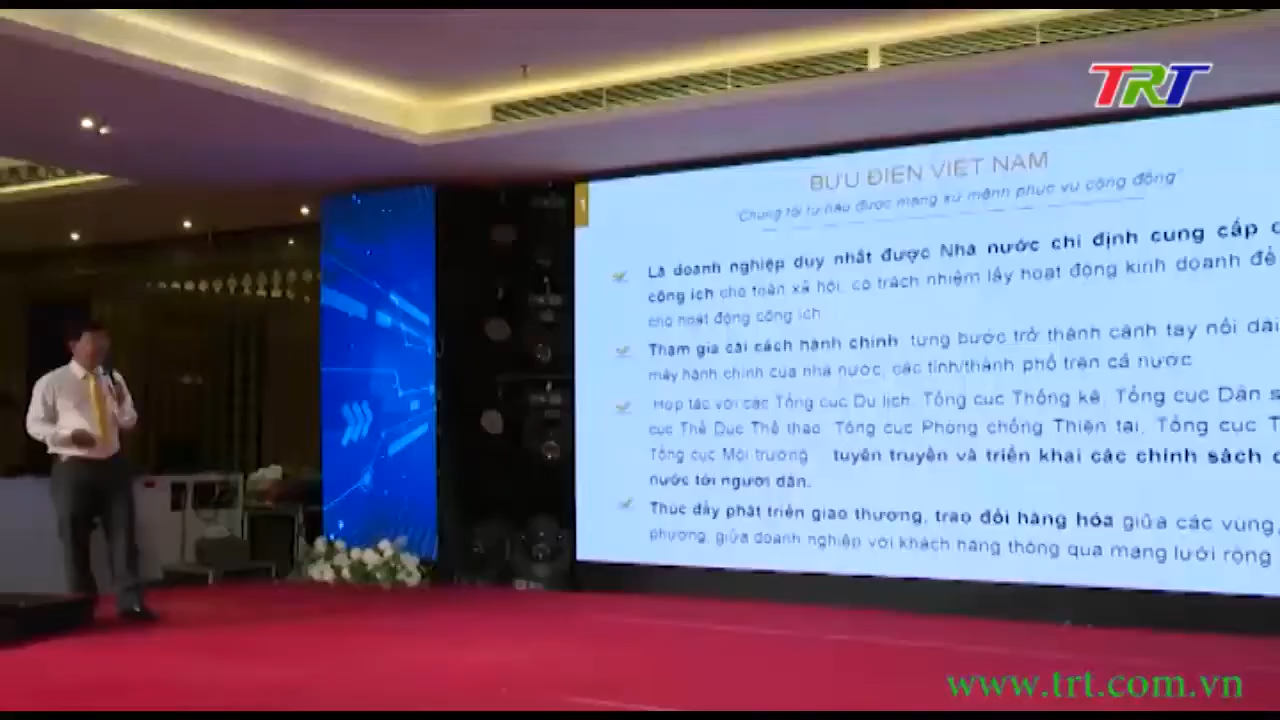 TRT
1
BƯU ĐIỆN VIỆT NAM
"Chúng tôi tự hào được mang sứ mệnh phục vụ cộng đồng"
Là doanh nghiệp duy nhất được Nhà nước chỉ định cung cấp
công ích cho toàn xã hội, có trách nhiệm lấy hoạt động kinh doanh để
cho hoạt động công ích
Tham gia cải cách hành chính từng bước trở thành cánh tay nối dài
máy hành chính của nhà nước, các tỉnh/thành phố trên cả nước
Hợp tác với các Tổng cục Du lịch, Tổng cục Thống kê, Tổng cục Dân s
cục Thể Dục Thể thao, Tổng cục Phòng chống Thiên tai, Tổng cục T
Tổng cục Môi trường tuyên truyền và triển khai các chính sách
nước tới người dân.
Thúc đẩy phát triển giao thương, trao đổi hàng hóa giữa các vùng,
phương, giữa doanh nghiệp với khách hàng thông qua mạng lưới rộng
www.trt.com.vn